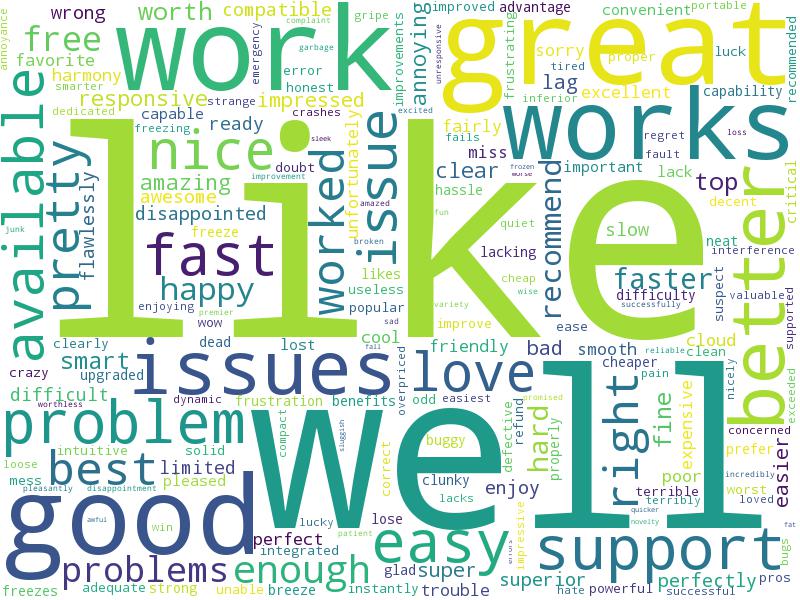 wrong
worth
compatible
complaint
gripe
improved
advantage
convenient
portable
annoyance
favorite
free
work
emergency
garbage
error
honest
improvements
annoying
frustrating
great
sorry
proper
luck
tired
recommended
harmony
smarter
dedicated
responsive
strange
impressed
unresponsive
lag
excellent
inferior
capability
available
pretty
flawlessly
freezing
capable
ready
crashes
excited
fairly
works
regret
loss
fails
miss
fault
nice
doubt
sleek
improvement
worked
unfortunately
issue
clear
frozen
worse
important
lack
top
decent
critical
junk
amazing
awesome
disappointed
freeze
amazed
hassle
fun
quiet
recommend
slow
neat
interference
like
fast
broken
likes
useless
lacking
cheap
wise
faster
difficulty
successfully
suspect
valuable
supported
better
happy
enjoying
premier
popular
sad
variety
improve
ease
wow
dead
lost
cool
fall
friendly
bad
smooth
cloud
clean
reliable
clearly
smart
crazy
upgraded
issues
overpriced
love
cheaper
pain
nicely
exceeded
difficult
worthless
dynamic
frustration
benefits
odd
easiest
promised
problem
well
intuitive
solid
compact
sluggish
correct
buggy
defective
refund
hard
properly
right
fine
expensive
concerned
prefer
loose
mess
best
limited
pleased
clunky
lacks
enjoy
poor
terrible
terribly
worst
loved
incredibly
easier
pleasantly
disappointment
good
awful
win
lucky
lose
patient
perfect
integrated
easy
errors
impressive
quicker
novelty
support
fat
bugs
problems
enough
glad
super
superior
perfectly
pros
freezes
adequate
strong
unable
breeze
instantly
trouble
hate
powerful
successful